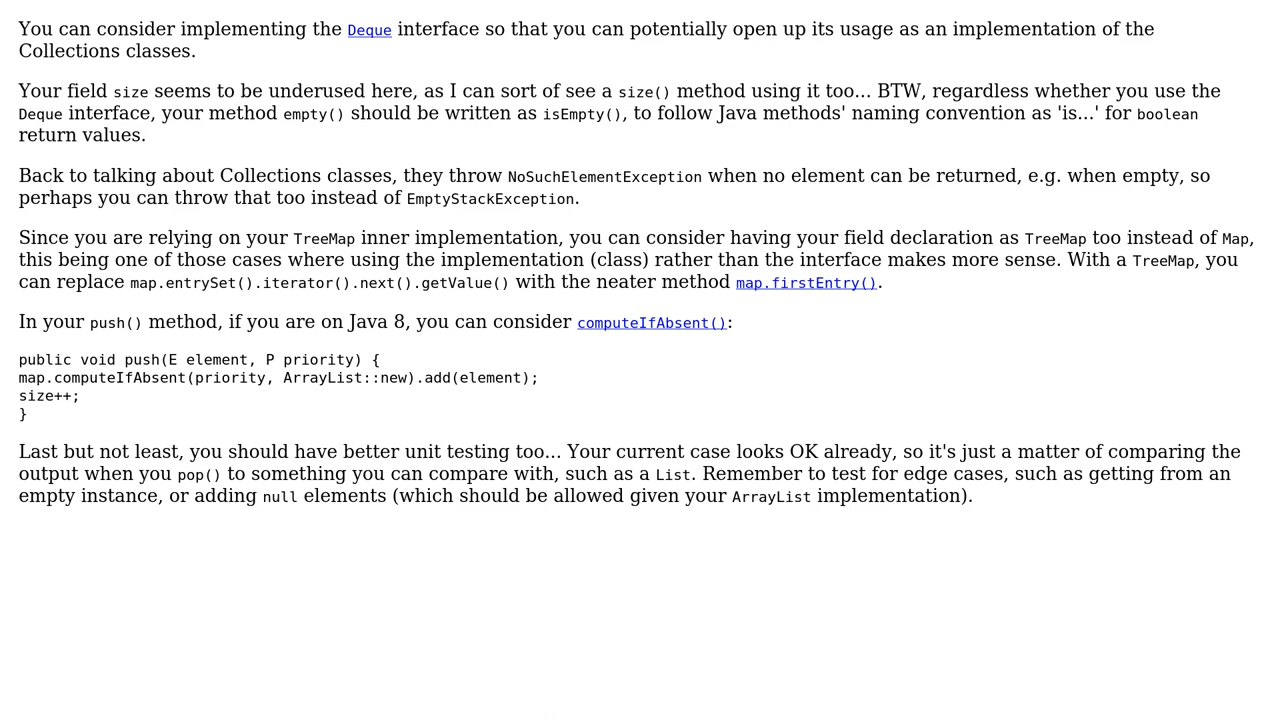 You can consider implementing the Deque interface so that you can potentially open up its usage as an implementation of the
Collections classes.
Your field size seems to be underused here, as I can sort of see a size() method using it too... BTW, regardless whether you use the
Deque interface, your method empty() should be written as isEmpty(), to follow Java methods' naming convention as 'is...' for boolean
return values.
Back to talking about Collections classes, they throw NoSuchElementException when no element can be returned, e.g. when empty, so
perhaps you can throw that too instead of EmptyStackException.
Since you are relying on your TreeMap inner implementation, you can consider having your field declaration as TreeMap too instead of Map,
this being one of those cases where using the implementation (class) rather than the interface makes more sense. With a TreeMap, you
can replace map.entrySet().iterator().next().getValue() with the neater method map.firstEntry().
In your push() method, if you are on Java 8, you can consider computeIfAbsent():
public void push(E element, P priority) {
map.computeIfAbsent(priority, ArrayList::new).add(element);
size++;
}
Last but not least, you should have better unit testing too... Your current case looks OK already, so it's just a matter of comparing the
output when you pop() to something you can compare with, such as a List. Remember to test for edge cases, such as getting from an
empty instance, or adding null elements (which should be allowed given your ArrayList implementation).